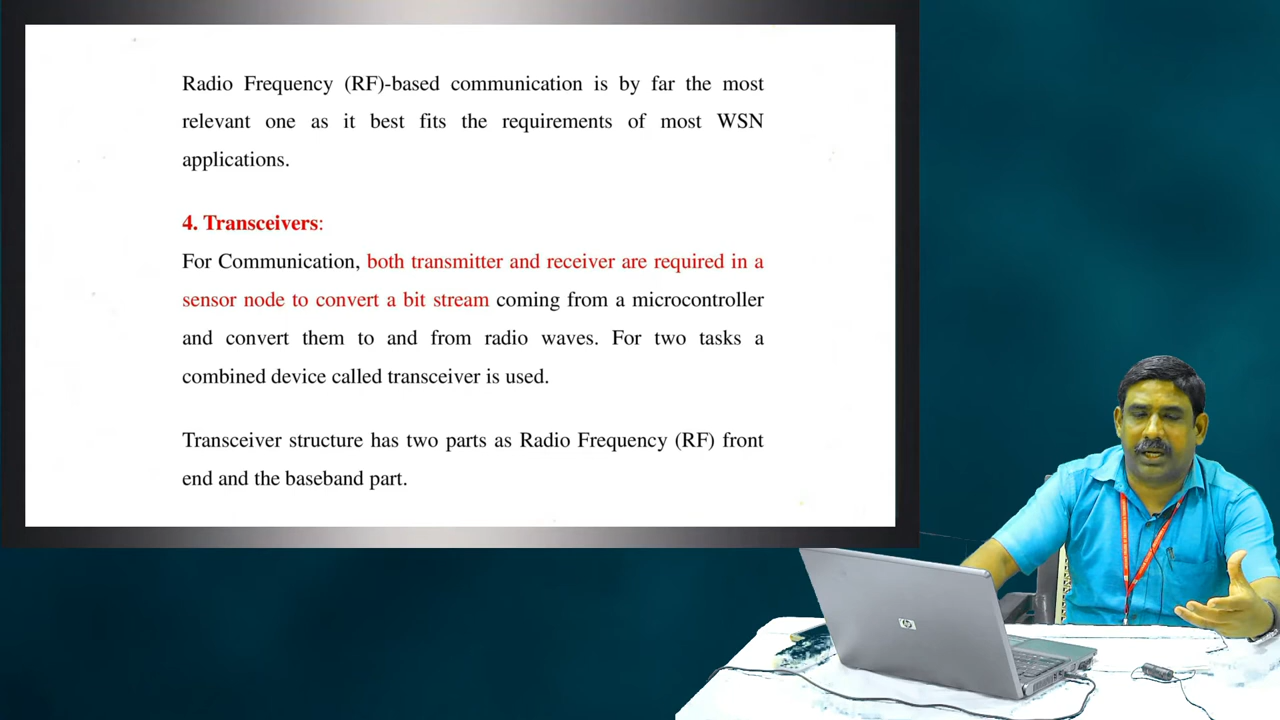 Radio Frequency (RF)-based communication is by far the most
relevant one as it best fits the requirements of most WSN
applications.
4. Transceivers:
For Communication, both transmitter and receiver are required in a
sensor node to convert a bit stream coming from a microcontroller
and convert them to and from radio waves. For two tasks a
combined device called transceiver is used.
Transceiver structure has two parts as Radio Frequency (RF) front
end and the baseband part.
hp